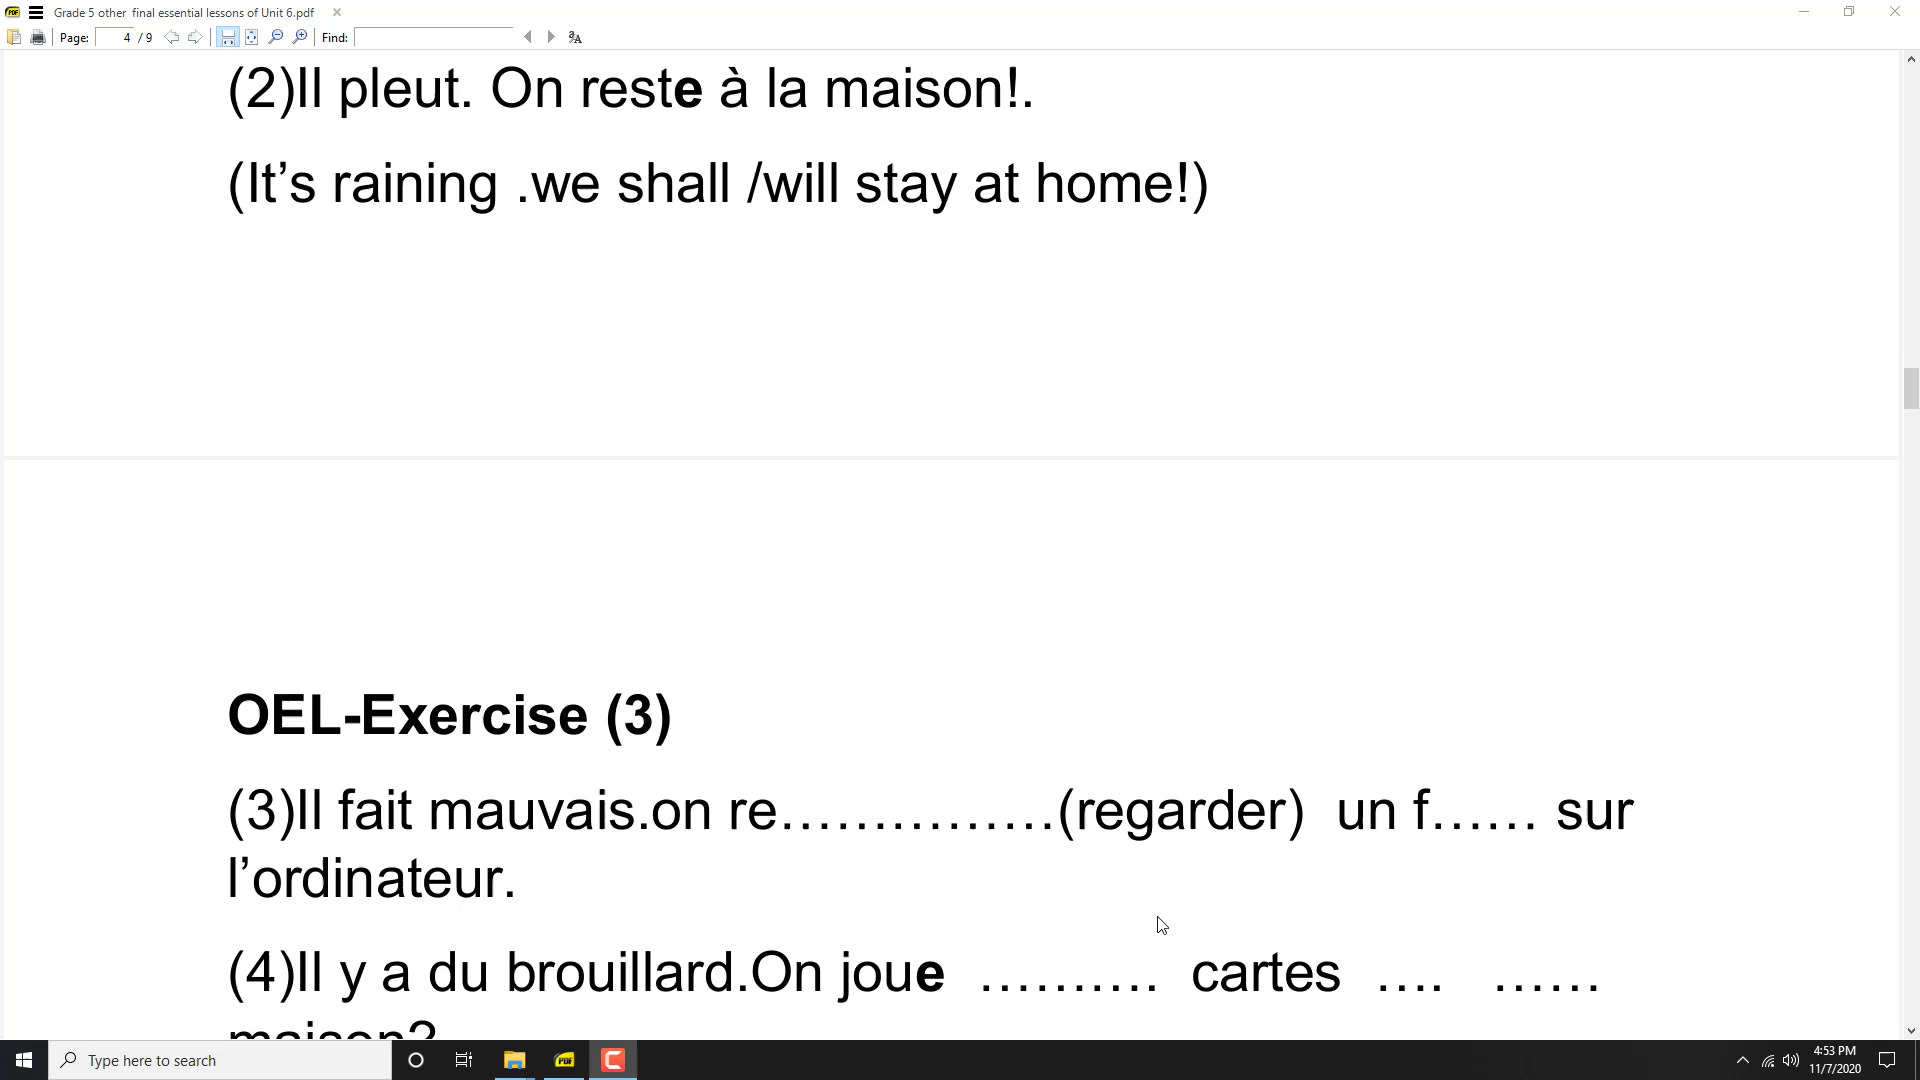 Grade 5 other final essential lessons of Unit 6.pdf
Page: 4 / 9 Find:
(2)Il pleut. On reste à la maison!.
(It’s raining .we shall /will stay at home!)
OEL-Exercise (3)
(3)Il fait mauvais.on re……………(regarder) un f…… sur
l’ordinateur.
(4)Il y a du brouillard.On joue ………. cartes …. ……
maison?
Type here to search
4:53 PM
11/7/2020